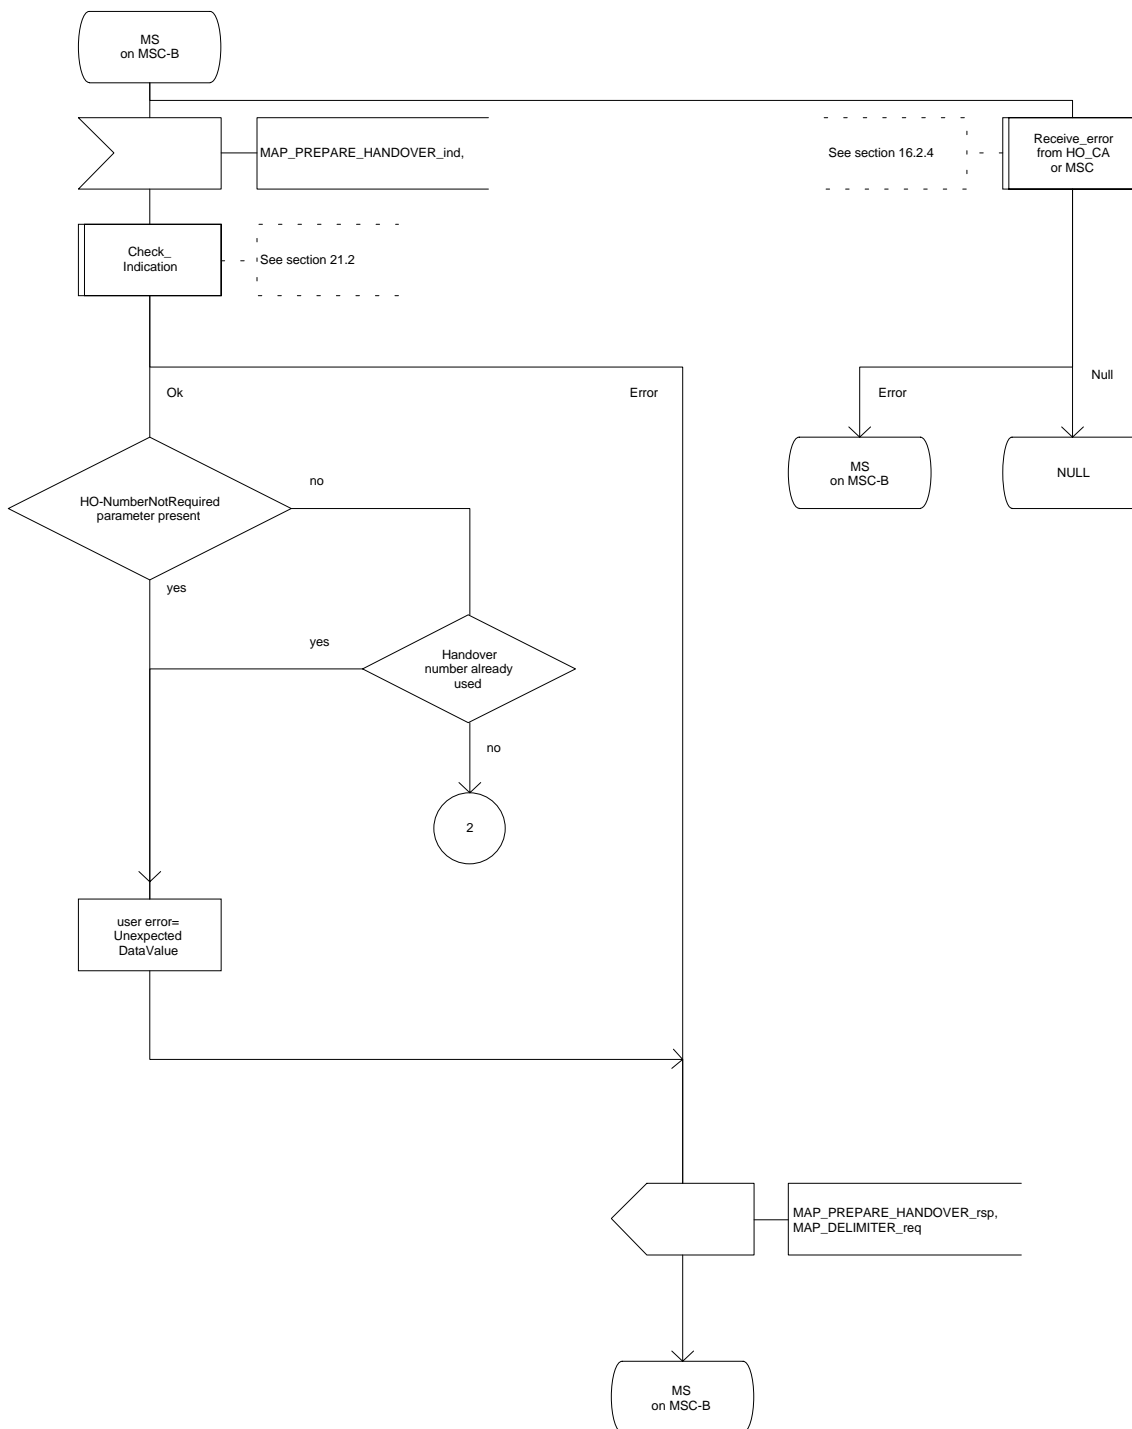 MS
on MSC-B
MAP_PREPARE_HANDOVER_ind,
See section 16.2.4
Receive_error
from HO_CA
or MSC
Check_
Indication
See section 21.2
Ok
Error
Error
Null
MS
on MSC-B
NULL
HO-NumberNotRequired
parameter present
no
yes
yes
Handover
number already
used
no
2
user error=
Unexpected
DataValue
MAP_PREPARE_HANDOVER_rsp,
MAP_DELIMITER_req
MS
on MSC-B